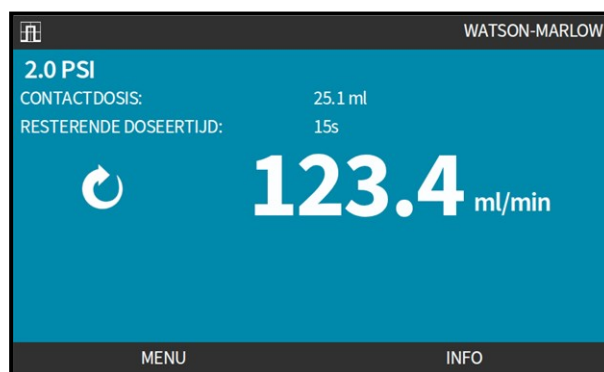 WATSON-MARLOW
2.0 PSI
CONTACTDOSIS: 25.1 ml
RESTERENDE DOSEERTIJD: 15s
123.4 ml/min
MENU INFO